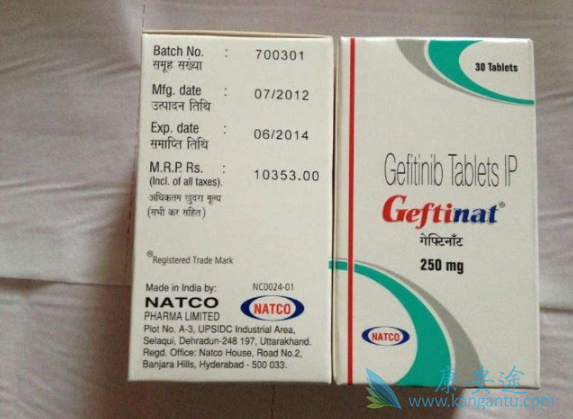 Batch No. : 700301
समूह संख्या
Mfg. date : 07/2012
उत्पादन तिथि
Exp. date : 06/2014
समाप्ति तिथि
M.R.P. Rs. : 10353.00
(Incl. of all taxes).
अधिकतम खुदरा मूल्य
(सभी कर सहित)
®Registered Trade Mark
Made in India by: NC0024-01
NATCO
PHARMA LIMITED
NATCO
Plot No. A-3, UPSIDC Industrial Area,
Selaqui, Dehradun-248 197, Uttarakhand.
Regd. Office: Natco House, Road No.2,
Banjara Hills, Hyderabad - 500 033.
30 Tablets
Gefitinib Tablets IP
Geftinat®
गेफ्टिनॉट
250 mg
NATCO
康安途
www.kangantu.com